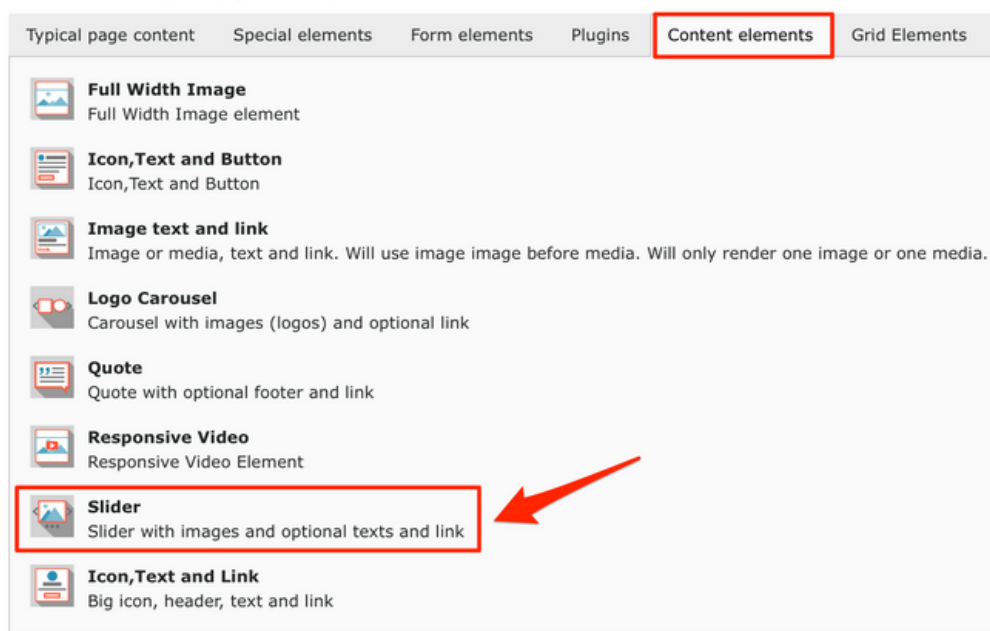 Typical page content Special elements Form elements Plugins Content elements Grid Elements
Full Width Image
Full Width Image element
Icon,Text and Button
Icon,Text and Button
Image text and link
Image or media, text and link. Will use image image before media. Will only render one image or one media.
Logo Carousel
Carousel with images (logos) and optional link
Quote
Quote with optional footer and link
Responsive Video
Responsive Video Element
Slider
Slider with images and optional texts and link
Icon,Text and Link
Big icon, header, text and link